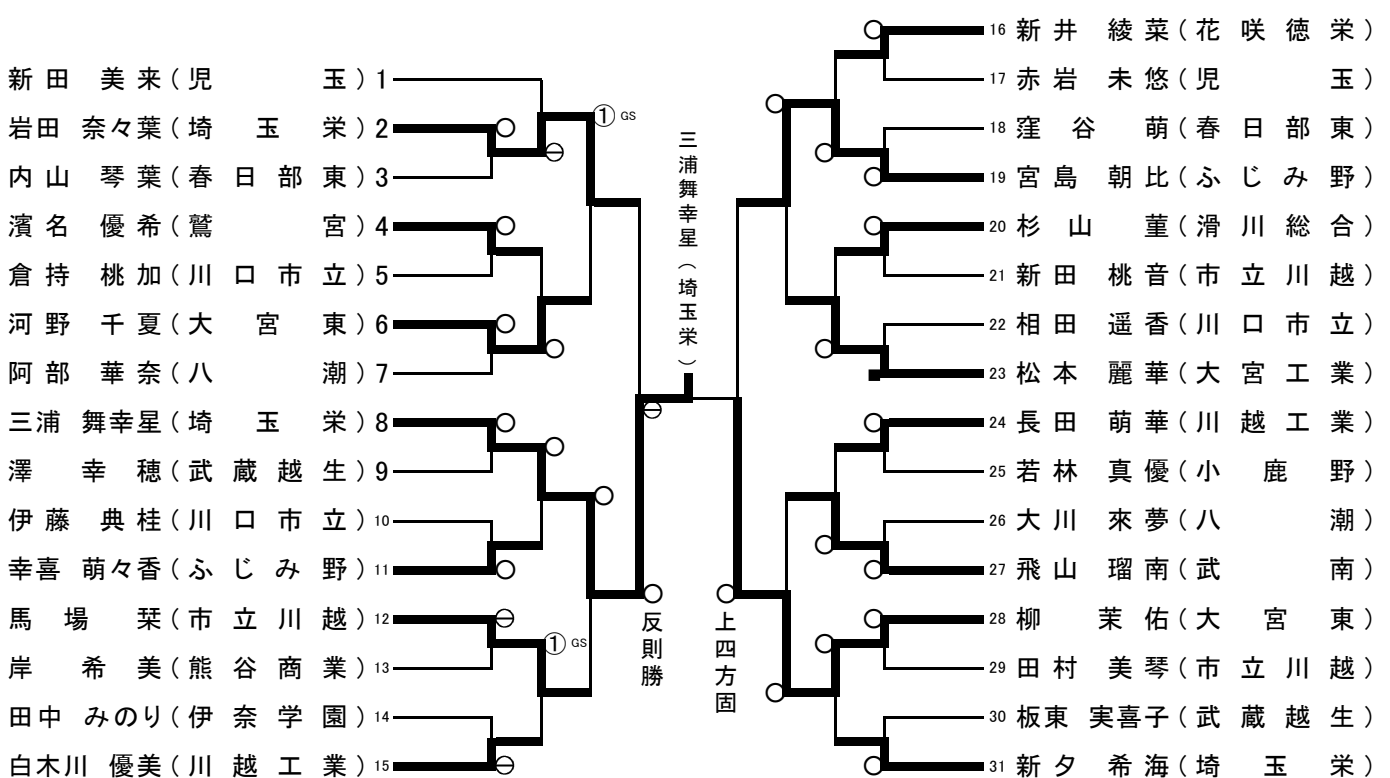 新田 美来(児玉)1
岩田 奈々葉(埼玉栄)2
内山 琴葉(春日部東)3
濱名 優希(鷲宮)4
倉持 桃加(川口市立)5
河野 千夏(大宮東)6
阿部 華奈(八潮)7
三浦 舞幸星(埼玉栄)8
澤 幸穂(武蔵越生)9
伊藤 典桂(川口市立)10
幸喜 萌々香(ふじみ野)11
馬場 栞(市立川越)12
岸 希美(熊谷商業)13
田中 みのり(伊奈学園)14
白木川 優美(川越工業)15
① GS
① GS
三浦舞幸星(埼玉栄)
反則勝
上四方固
16 新井 綾菜(花咲徳栄)
17 赤岩 未悠(児玉)
18 窪谷 萌(春日部東)
19 宮島 朝比(ふじみ野)
20 杉山 菫(滑川総合)
21 新田 桃音(市立川越)
22 相田 遥香(川口市立)
23 松本 麗華(大宮工業)
24 長田 萌華(川越工業)
25 若林 真優(小鹿野)
26 大川 來夢(八潮)
27 飛山 瑠南(武南)
28 柳 茉佑(大宮東)
29 田村 美琴(市立川越)
30 板東 実喜子(武蔵越生)
31 新夕 希海(埼玉栄)